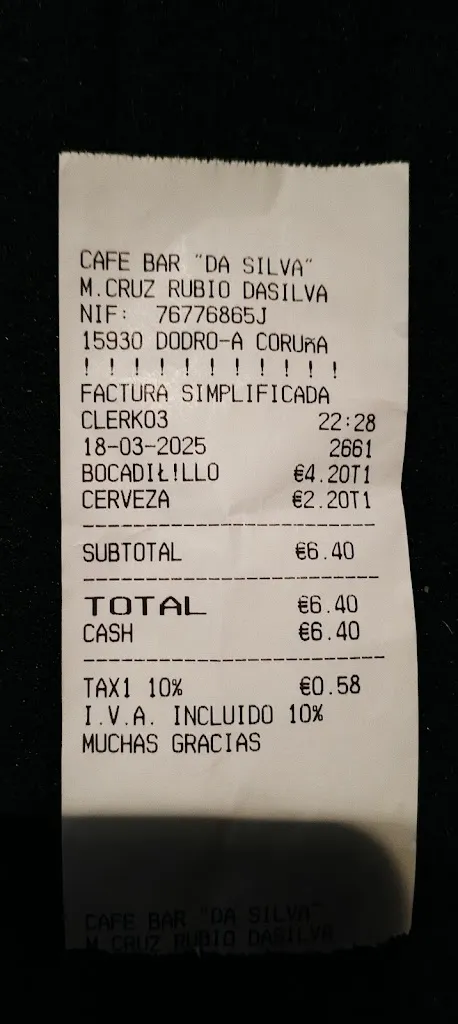 CAFE BAR "DA SILVA"
M.CRUZ RUBIO DASILVA
NIF: 76776865J
15930 DODRO-A CORUñA
! ! ! ! ! ! ! ! ! ! !
FACTURA SIMPLIFICADA
CLERK03 22:28
18-03-2025 2661
BOCADIŁ!LLO €4.20T1
CERVEZA €2.20T1
SUBTOTAL €6.40
TOTAL €6.40
CASH €6.40
TAX1 10% €0.58
I.V.A. INCLUIDO 10%
MUCHAS GRACIAS
CAFE BAR "DA SILVA"
M.CRUZ RUBIO DASILVA